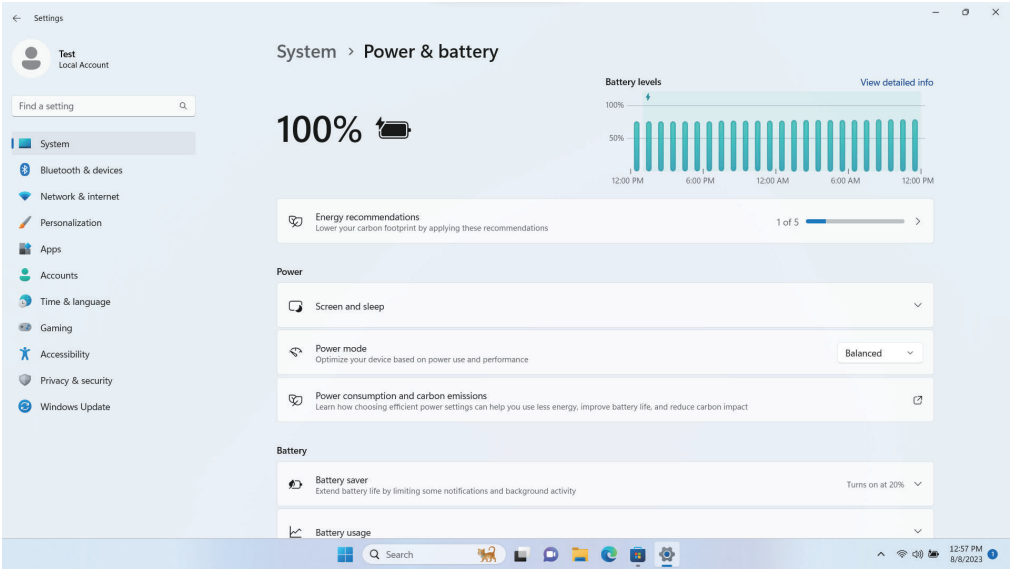 Settings
Test
Local Account
Find a setting
System
Bluetooth & devices
Network & internet
Personalization
Apps
Accounts
Time & language
Gaming
Accessibility
Privacy & security
Windows Update
System > Power & battery
100%
Battery levels
View detailed info
100%
50%
12:00 PM 6:00 PM 12:00 AM 6:00 AM 12:00 PM
Energy recommendations
Lower your carbon footprint by applying these recommendations
1 of 5
Power
Screen and sleep
Power mode
Optimize your device based on power use and performance
Balanced
Power consumption and carbon emissions
Learn how choosing efficient power settings can help you use less energy, improve battery life, and reduce carbon impact
Battery
Battery saver
Extend battery life by limiting some notifications and background activity
Turns on at 20%
Battery usage
Search
12:57 PM
8/8/2023
1